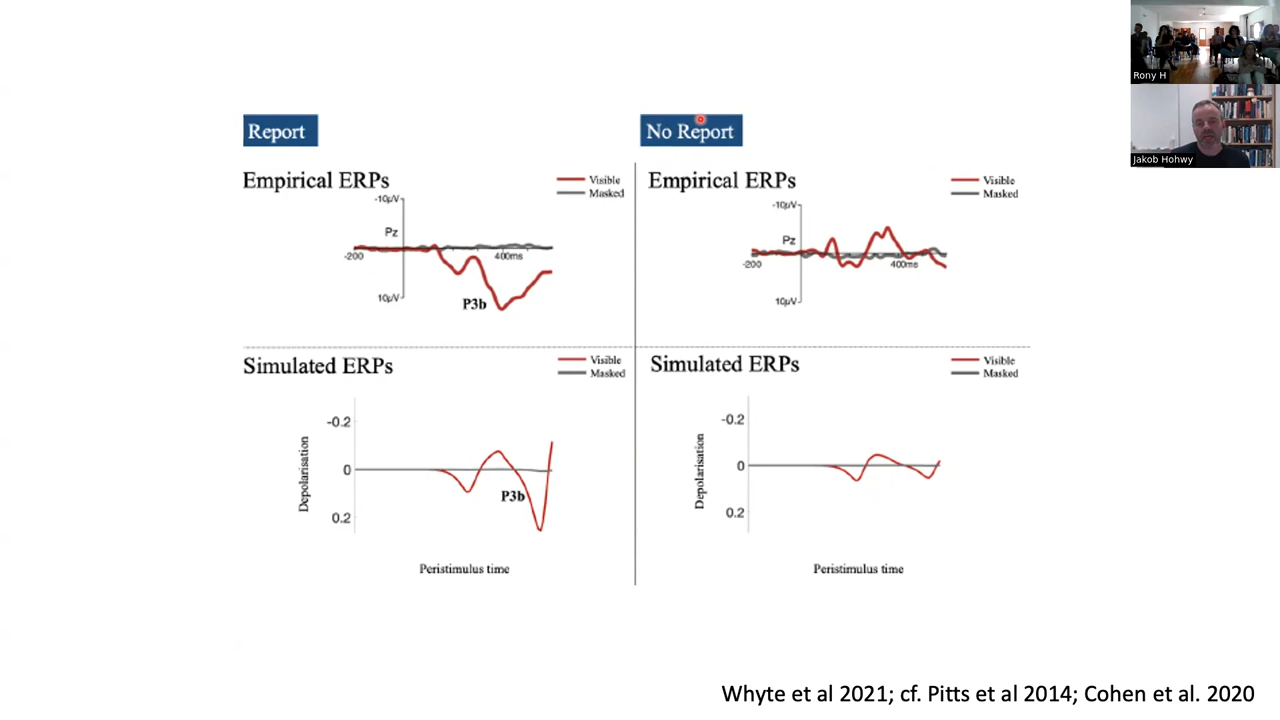 Rony H
Jakob Hohwy
Report
Empirical ERPs
Visible
Masked
-10μV
Pz
-200
400ms
10μV
P3b
No Report
Empirical ERPs
Visible
Masked
-10μV
Pz
-200
400ms
10μV
Simulated ERPs
Visible
Masked
-0.2
0
0.2
Depolarisation
P3b
Peristimulus time
Simulated ERPs
Visible
Masked
-0.2
0
0.2
Depolarisation
Peristimulus time
Whyte et al 2021; cf. Pitts et al 2014; Cohen et al. 2020